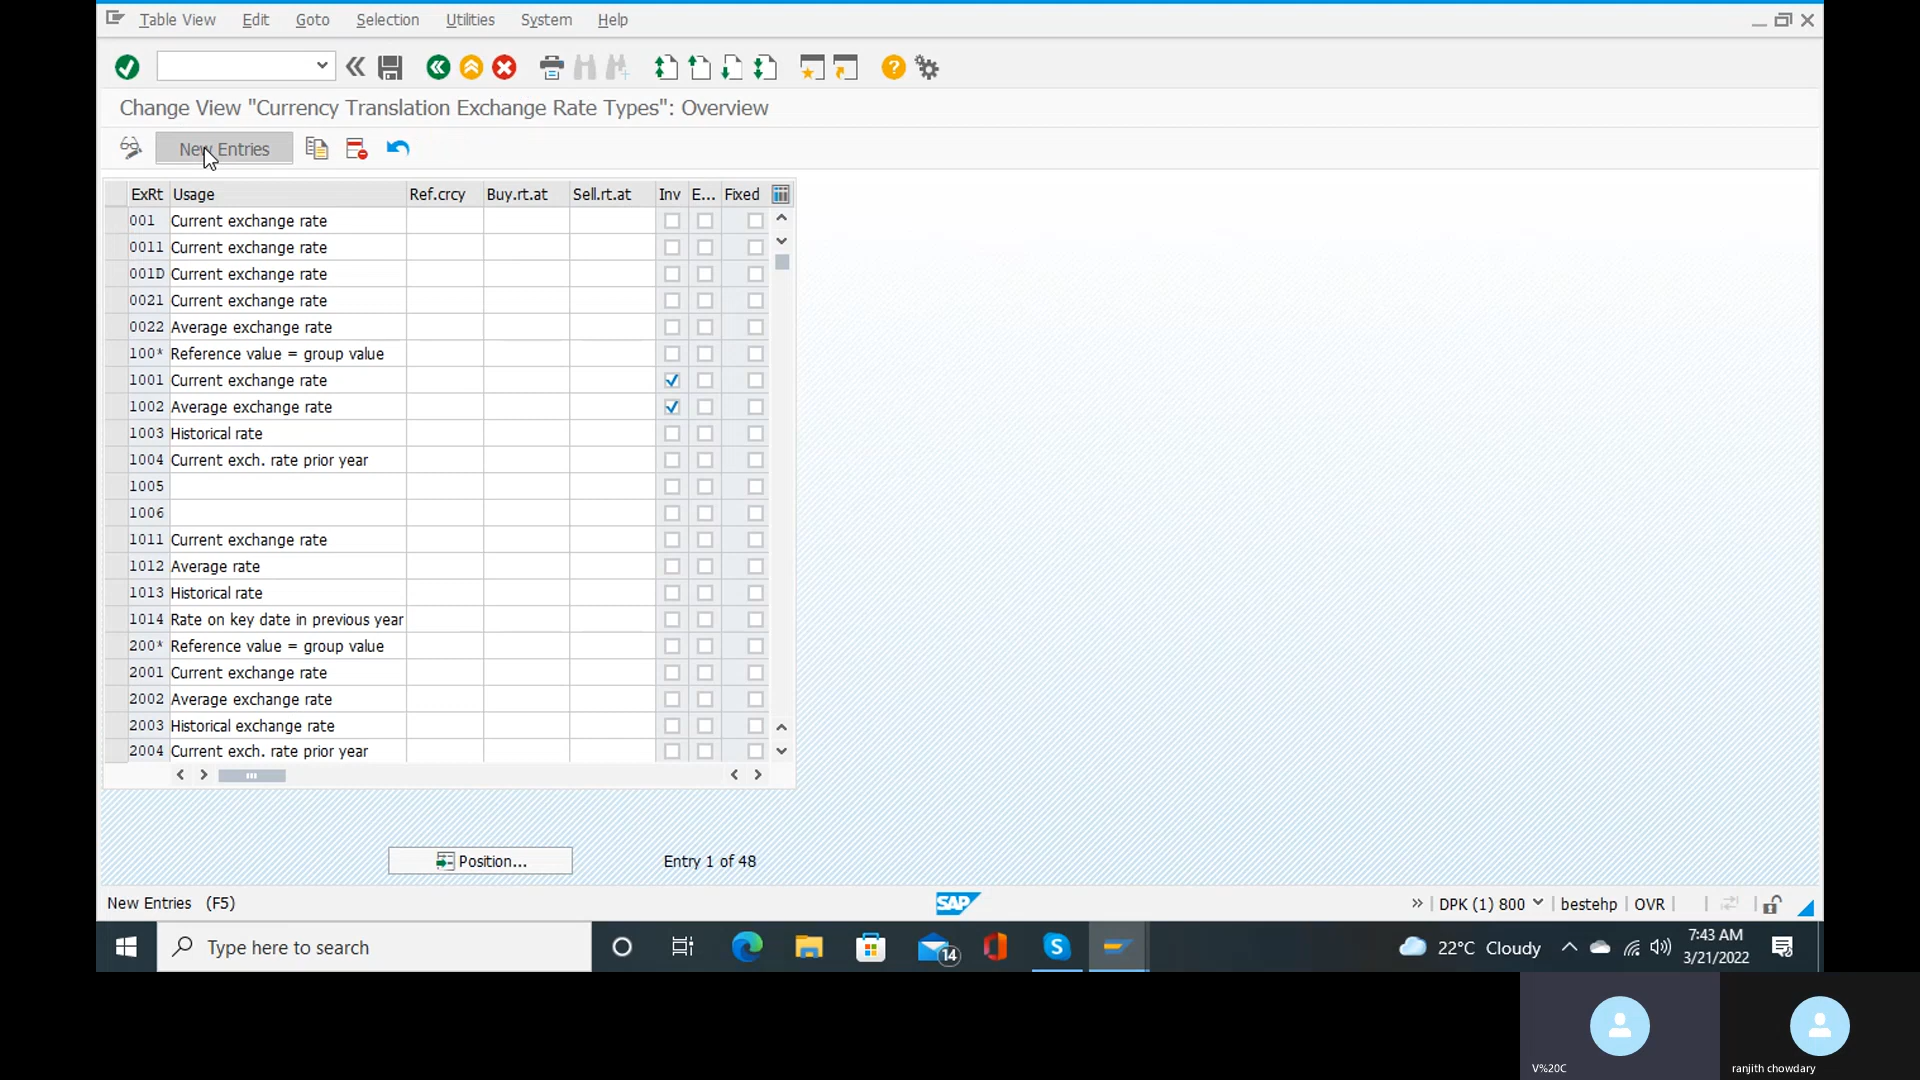 Table View Edit Goto Selection Utilities System Help
Change View "Currency Translation Exchange Rate Types": Overview
New Entries
ExRt Usage Ref.crcy Buy.rt.at Sell.rt.at Inv E... Fixed
001 Current exchange rate
0011 Current exchange rate
001D Current exchange rate
0021 Current exchange rate
0022 Average exchange rate
100* Reference value = group value
1001 Current exchange rate
1002 Average exchange rate
1003 Historical rate
1004 Current exch. rate prior year
1005
1006
1011 Current exchange rate
1012 Average rate
1013 Historical rate
1014 Rate on key date in previous year
200* Reference value = group value
2001 Current exchange rate
2002 Average exchange rate
2003 Historical exchange rate
2004 Current exch. rate prior year
Position... Entry 1 of 48
New Entries (F5) SAP DPK (1) 800 bestehp OVR
Type here to search 14 22°C Cloudy 7:43 AM
3/21/2022
V%20C ranjith chowdary